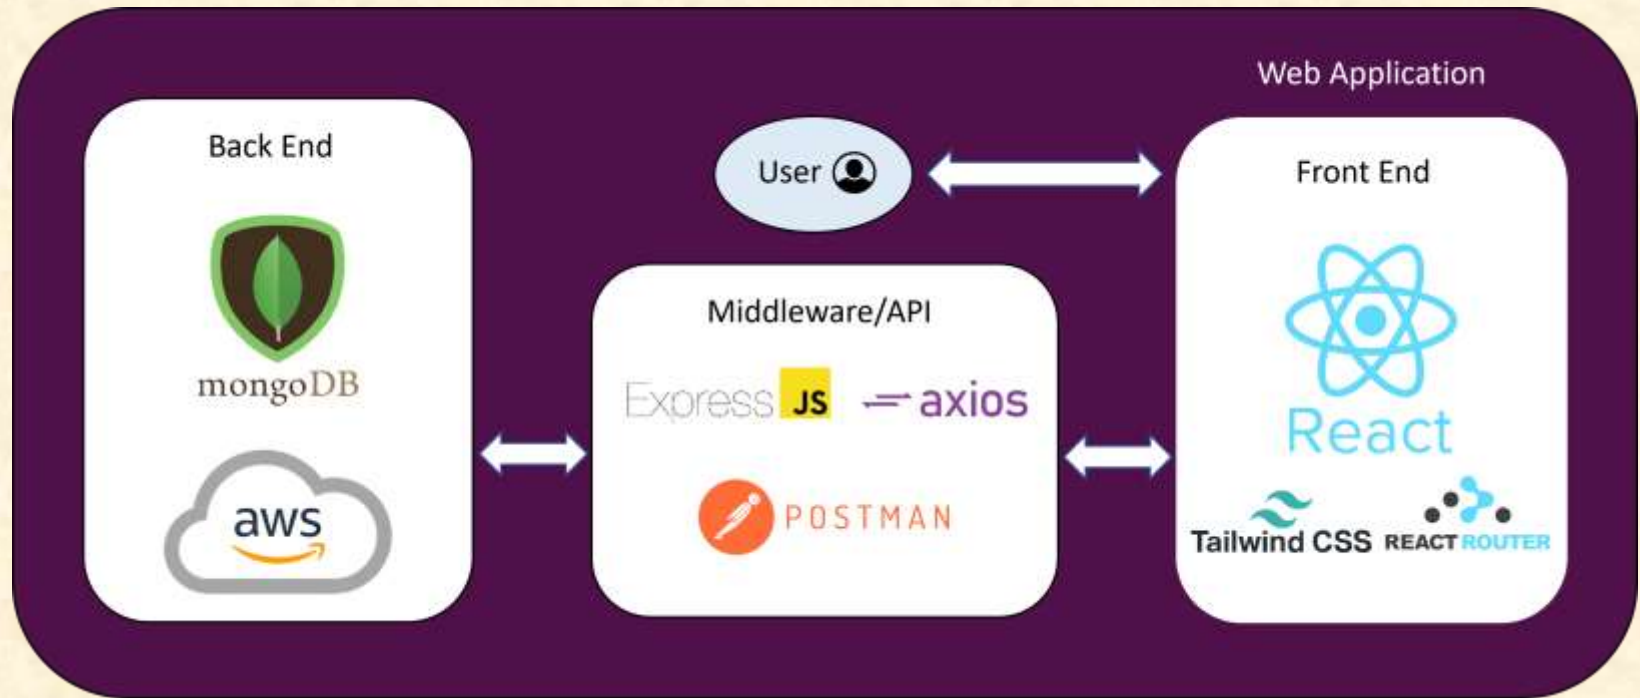 Web Application
Back End
mongoDB
aws
User
Middleware/API
Express JS
axios
POSTMAN
Front End
React
Tailwind CSS
REACT ROUTER